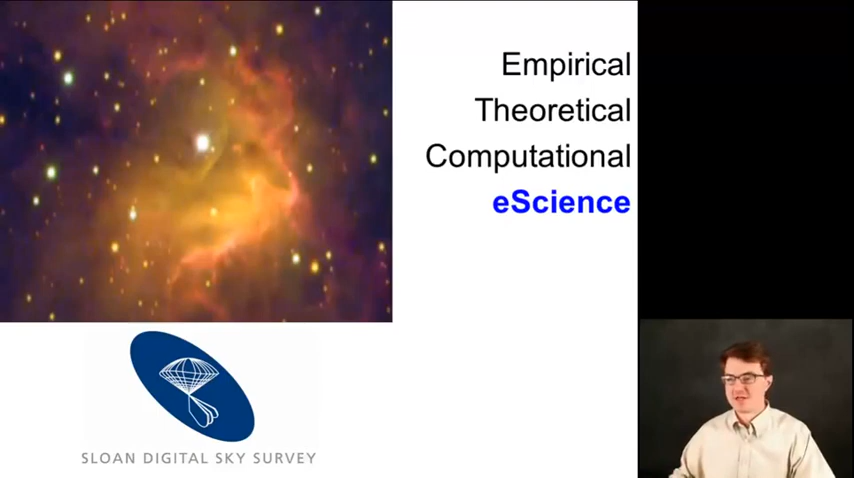 Empirical
Theoretical
Computational
eScience
SLOAN DIGITAL SKY SURVEY